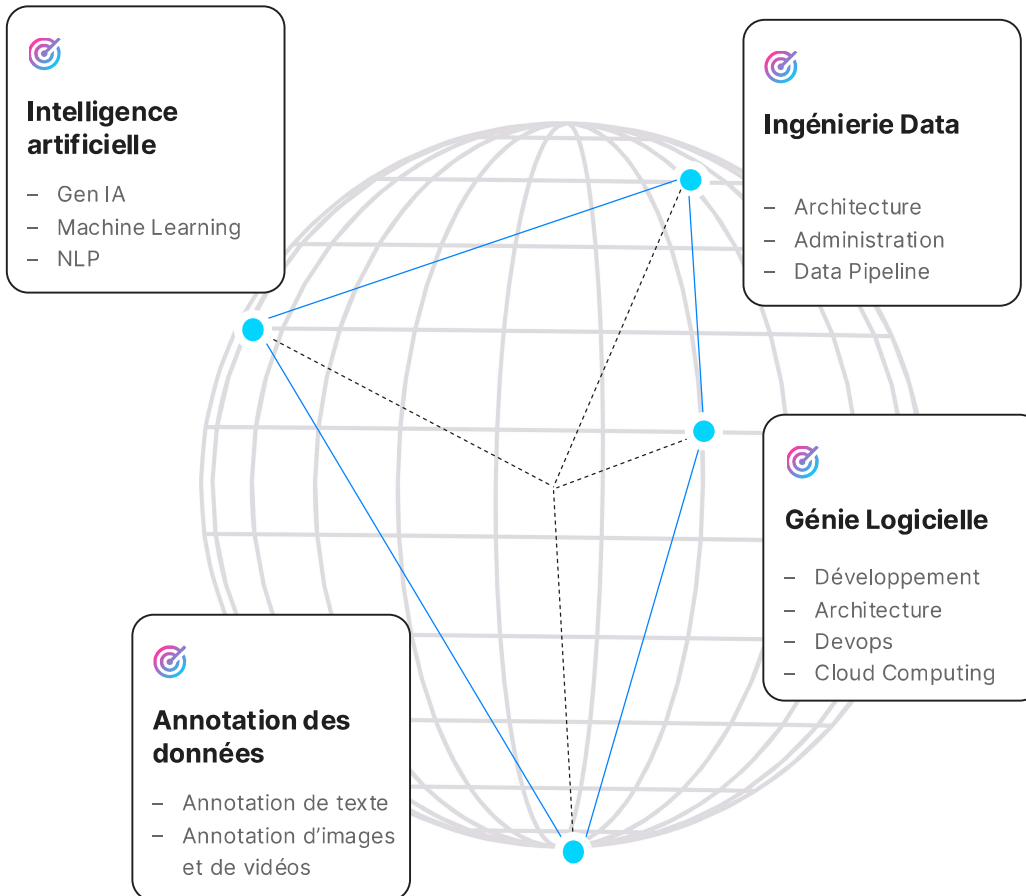 Intelligence
artificielle
– Gen IA
– Machine Learning
– NLP
Ingénierie Data
– Architecture
– Administration
– Data Pipeline
Génie Logicielle
– Développement
– Architecture
– Devops
– Cloud Computing
Annotation des
données
– Annotation de texte
– Annotation d’images
et de vidéos